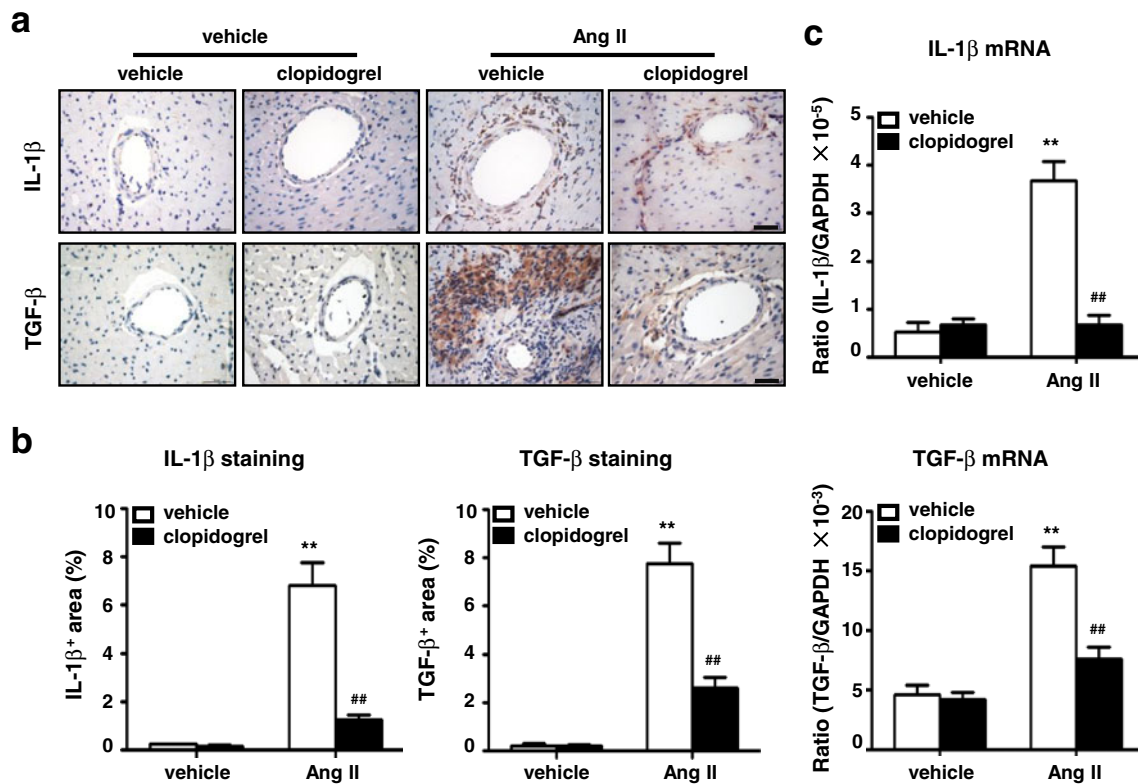 a
vehicle Ang II
vehicle clopidogrel vehicle clopidogrel
IL-1β
TGF-β
b
IL-1β staining
IL-1β⁺ area (%)
10
8
6
4
2
0
vehicle
clopidogrel
**
##
vehicle Ang II
TGF-β staining
TGF-β⁺ area (%)
10
8
6
4
2
0
vehicle
clopidogrel
**
##
vehicle Ang II
c
IL-1β mRNA
Ratio (IL-1β/GAPDH ×10⁻⁵)
5
4
3
2
1
0
vehicle
clopidogrel
**
##
vehicle Ang II
TGF-β mRNA
Ratio (TGF-β/GAPDH ×10⁻³)
20
15
10
5
0
vehicle
clopidogrel
**
##
vehicle Ang II